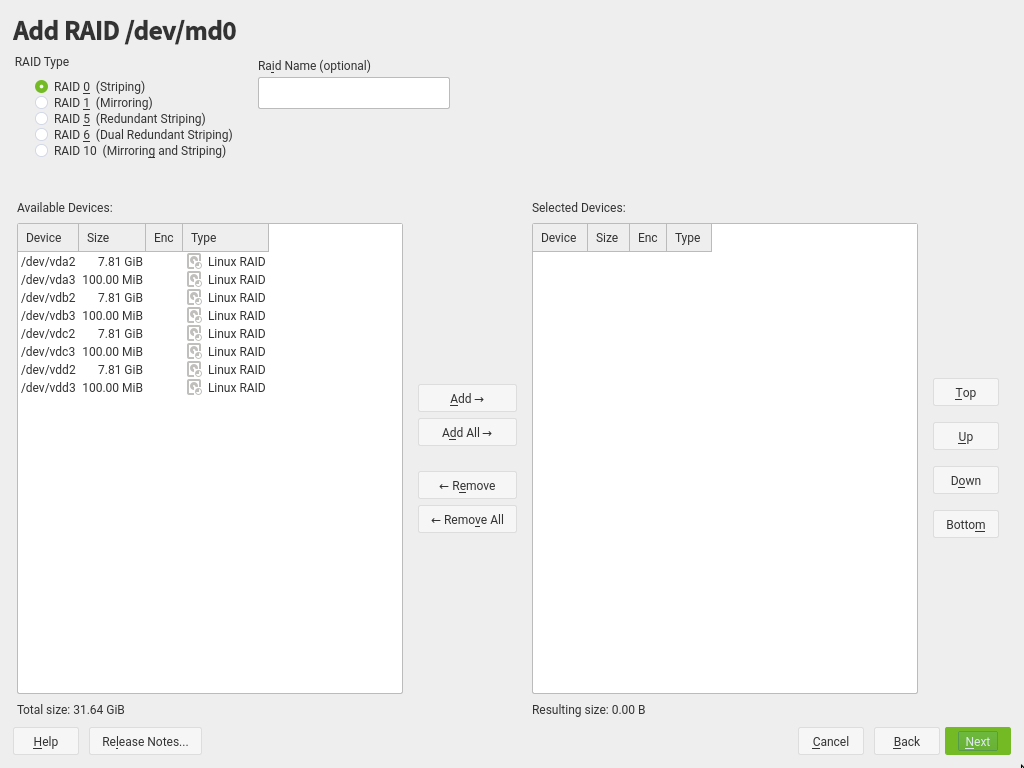 Add RAID /dev/md0
RAID Type
Raid Name (optional)
RAID 0 (Striping)
RAID 1 (Mirroring)
RAID 5 (Redundant Striping)
RAID 6 (Dual Redundant Striping)
RAID 10 (Mirroring and Striping)
Available Devices:
Device Size Enc Type
/dev/vda2 7.81 GiB Linux RAID
/dev/vda3 100.00 MiB Linux RAID
/dev/vdb2 7.81 GiB Linux RAID
/dev/vdb3 100.00 MiB Linux RAID
/dev/vdc2 7.81 GiB Linux RAID
/dev/vdc3 100.00 MiB Linux RAID
/dev/vdd2 7.81 GiB Linux RAID
/dev/vdd3 100.00 MiB Linux RAID
Total size: 31.64 GiB
Add →
Add All →
← Remove
← Remove All
Selected Devices:
Device Size Enc Type
Resulting size: 0.00 B
Top
Up
Down
Bottom
Help
Release Notes...
Cancel
Back
Next